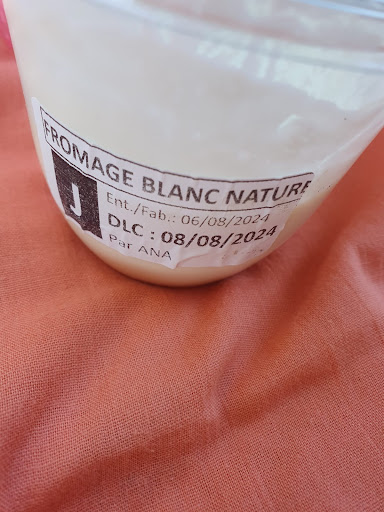 FROMAGE BLANC NATURE
J
Ent./Fab.: 06/08/2024
DLC : 08/08/2024
Par ANA